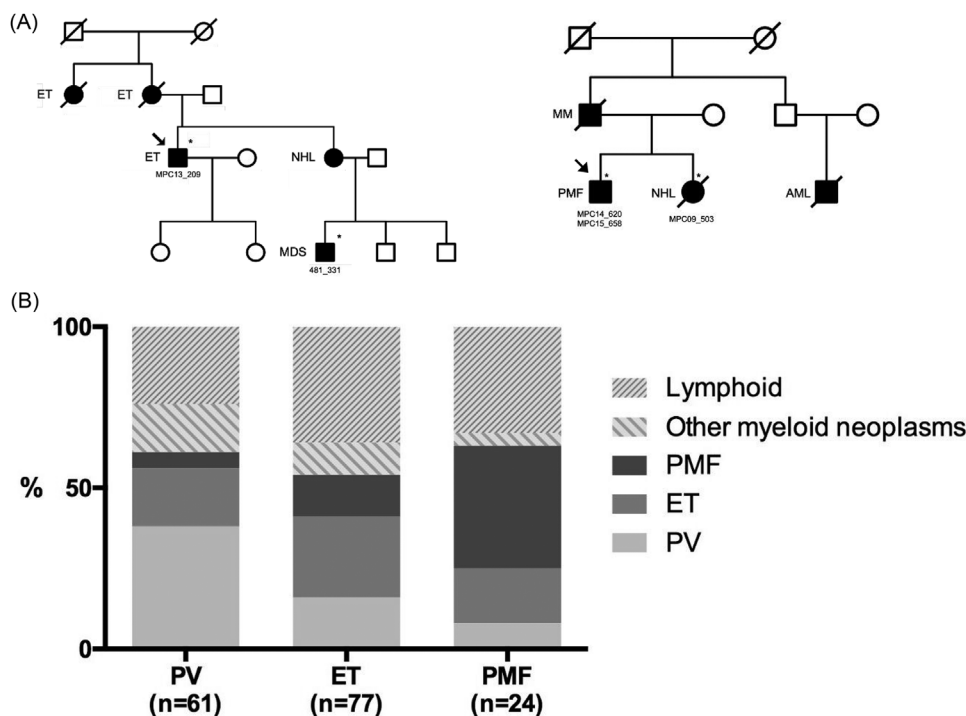 (A)
ET
ET
MM
ET
*
MPC13_209
NHL
PMF
*
MPC14_620
MPC15_658
NHL
*
MPC09_503
AML
MDS
*
481_331
(B)
100
50
0
%
PV
(n=61)
ET
(n=77)
PMF
(n=24)
Lymphoid
Other myeloid neoplasms
PMF
ET
PV